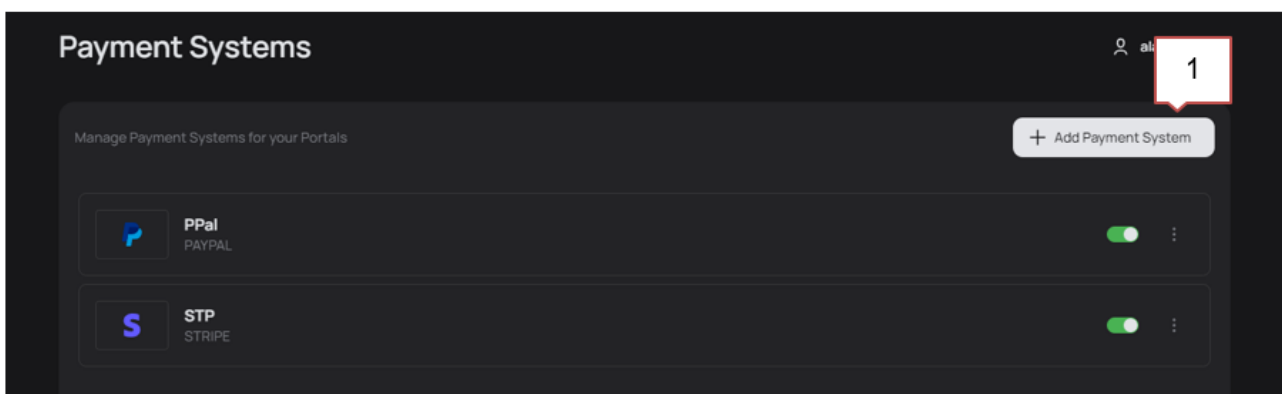 Payment Systems
1
Manage Payment Systems for your Portals
+ Add Payment System
PPal
PAYPAL
STP
STRIPE